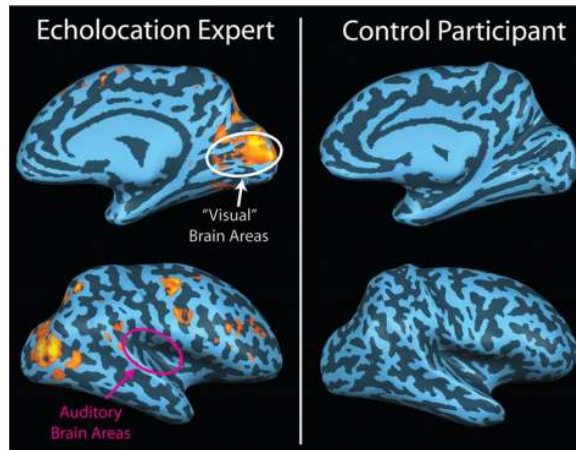 Echolocation Expert
Control Participant
"Visual"
Brain Areas
Auditory
Brain Areas